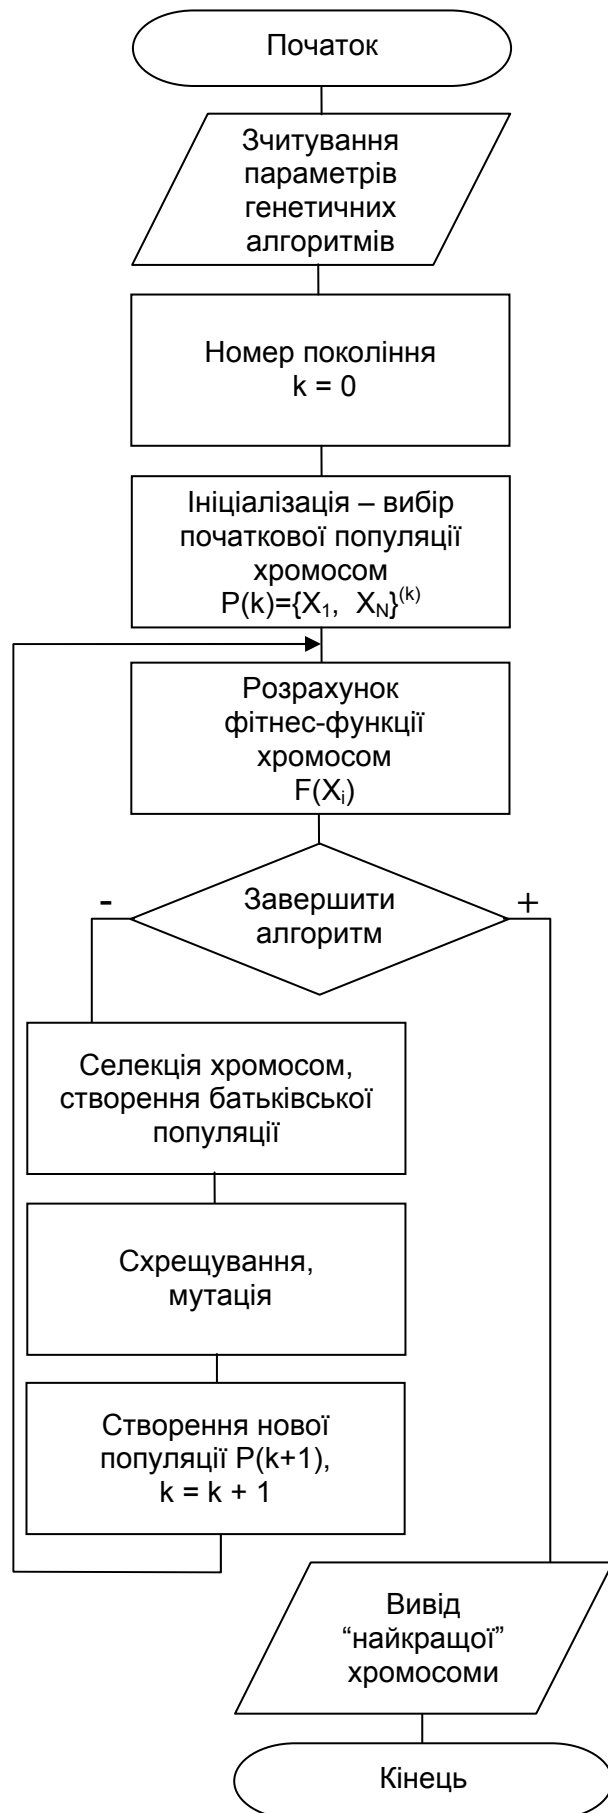 Початок
Зчитування
параметрів
генетичних
алгоритмів
Номер покоління
k = 0
Ініціалізація – вибір
початкової популяції
хромосом
P(k)={X₁, X_N}⁽ᵏ⁾
Розрахунок
фітнес-функції
хромосом
F(Xᵢ)
- Завершити +
алгоритм
Селекція хромосом,
створення батьківської
популяції
Схрещування,
мутація
Створення нової
популяції P(k+1),
k = k + 1
Вивід
“найкращої”
хромосоми
Кінець